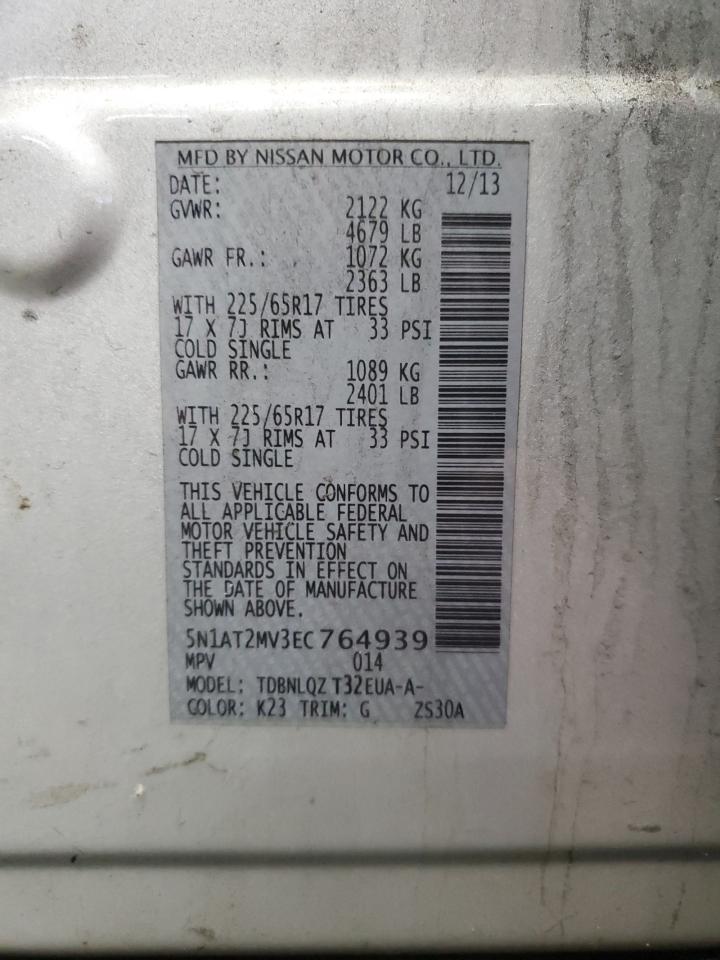 MFD BY NISSAN MOTOR CO., LTD.
DATE: 12/13
GVWR: 2122 KG
4679 LB
GAWR FR.: 1072 KG
2363 LB
WITH 225/65R17 TIRES
17 X 7J RIMS AT 33 PSI
COLD SINGLE
GAWR RR.: 1089 KG
2401 LB
WITH 225/65R17 TIRES
17 X 7J RIMS AT 33 PSI
COLD SINGLE
THIS VEHICLE CONFORMS TO
ALL APPLICABLE FEDERAL
MOTOR VEHICLE SAFETY AND
THEFT PREVENTION
STANDARDS IN EFFECT ON
THE DATE OF MANUFACTURE
SHOWN ABOVE.
5N1AT2MV3EC764939
MPV 014
MODEL: TDBNLQZ T32EUA-A-
COLOR: K23 TRIM: G 2S30A